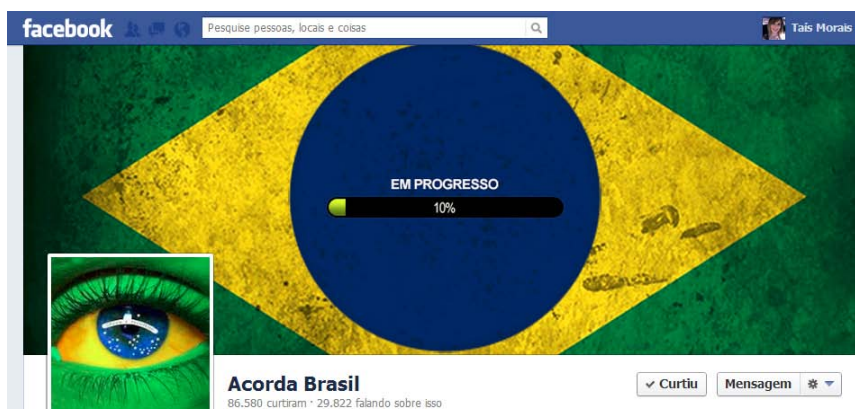 facebook
Pesquise pessoas, locais e coisas
Taís Morais
EM PROGRESSO
10%
Acorda Brasil
Curtiu
Mensagem
86.580 curtiram · 29.822 falando sobre isso